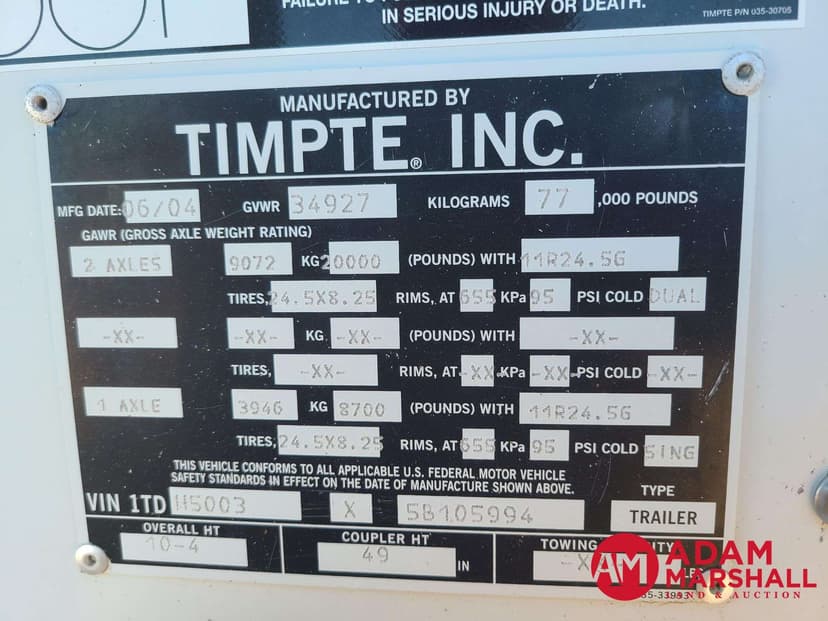 IN SERIOUS INJURY OR DEATH.
TIMPTE P/N 035-30705
MANUFACTURED BY
TIMPTE® INC.
MFG DATE: 06/04 GVWR 34927 KILOGRAMS 77 ,000 POUNDS
GAWR (GROSS AXLE WEIGHT RATING)
2 AXLES 9072 KG 20000 (POUNDS) WITH 11R24.5G
TIRES, 24.5X8.25 RIMS, AT 655 KPa 95 PSI COLD DUAL
-XX- -XX- KG -XX- (POUNDS) WITH -XX-
TIRES, -XX- RIMS, AT -XX- KPa -XX- PSI COLD -XX-
1 AXLE 3946 KG 8700 (POUNDS) WITH 11R24.5G
TIRES, 24.5X8.25 RIMS, AT 655 KPa 95 PSI COLD SING
THIS VEHICLE CONFORMS TO ALL APPLICABLE U.S. FEDERAL MOTOR VEHICLE
SAFETY STANDARDS IN EFFECT ON THE DATE OF MANUFACTURE SHOWN ABOVE.
TYPE
VIN 1TD H5003 X 5B105994 TRAILER
OVERALL HT COUPLER HT TOWING
10-4 49 IN
AM ADAM
MARSHALL
LAND & AUCTION